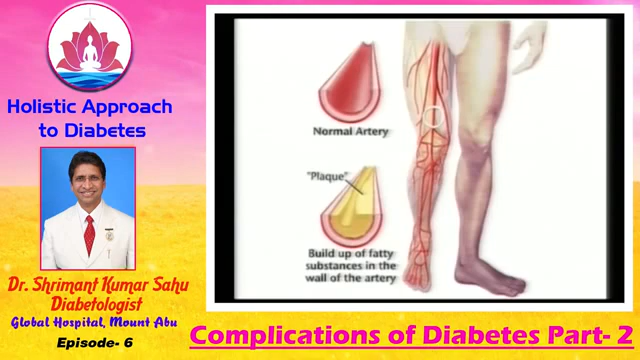 Holistic Approach
to Diabetes
Dr. Shrimant Kumar Sahu
Diabetologist
Global Hospital, Mount Abu
Episode- 6
Normal Artery
"Plaque"
Build up of fatty
substances in the
wall of the artery
Complications of Diabetes Part- 2